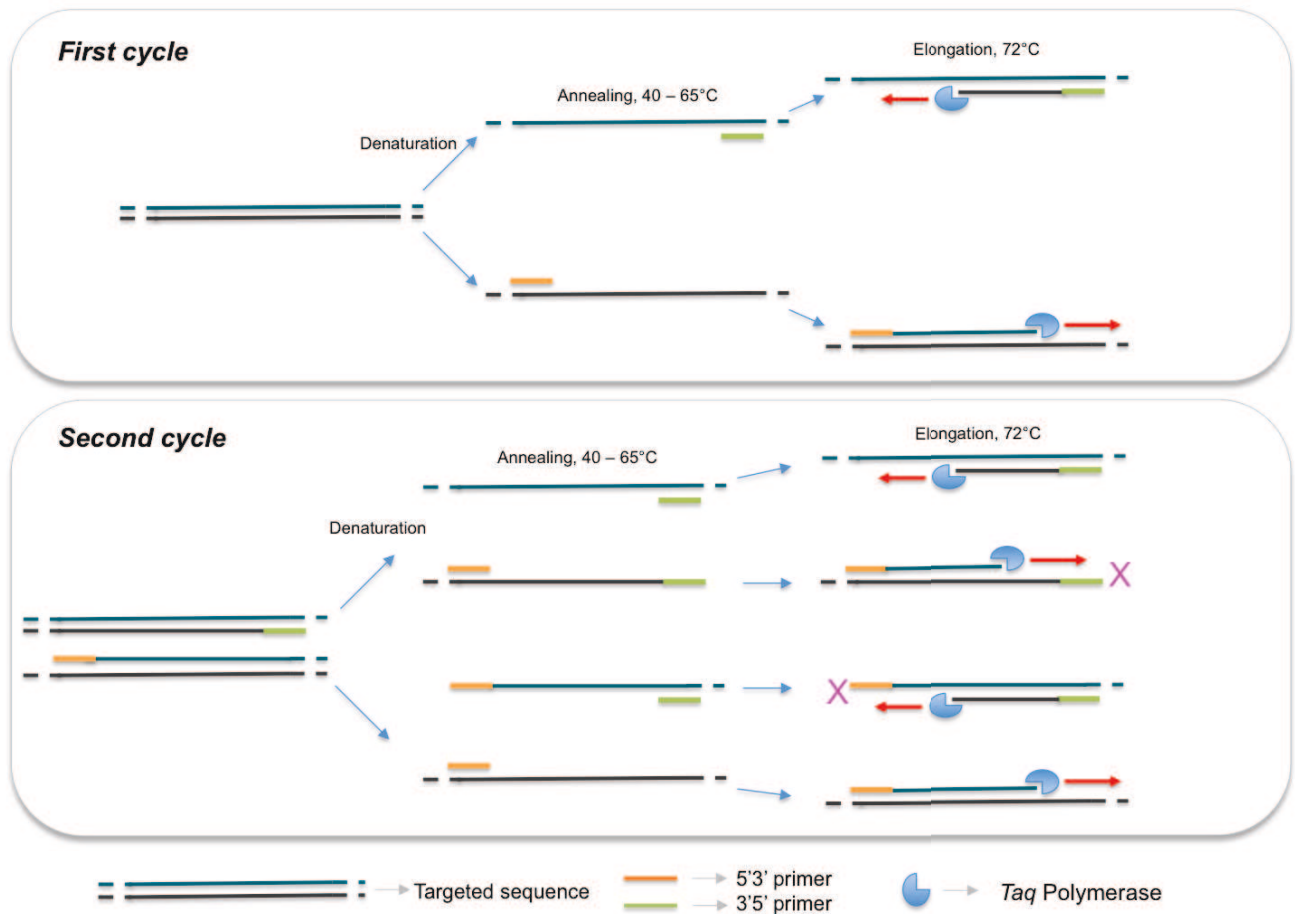 First cycle
Elongation, 72°C
Annealing, 40 – 65°C
Denaturation
Second cycle
Elongation, 72°C
Annealing, 40 – 65°C
Denaturation
X
X
Targeted sequence
5'3' primer
3'5' primer
Taq Polymerase